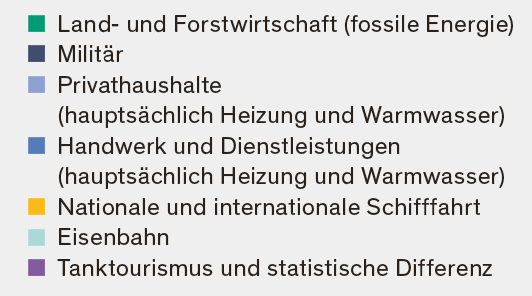 Land- und Forstwirtschaft (fossile Energie)
Militär
Privathaushalte
(hauptsächlich Heizung und Warmwasser)
Handwerk und Dienstleistungen
(hauptsächlich Heizung und Warmwasser)
Nationale und internationale Schifffahrt
Eisenbahn
Tanktourismus und statistische Differenz